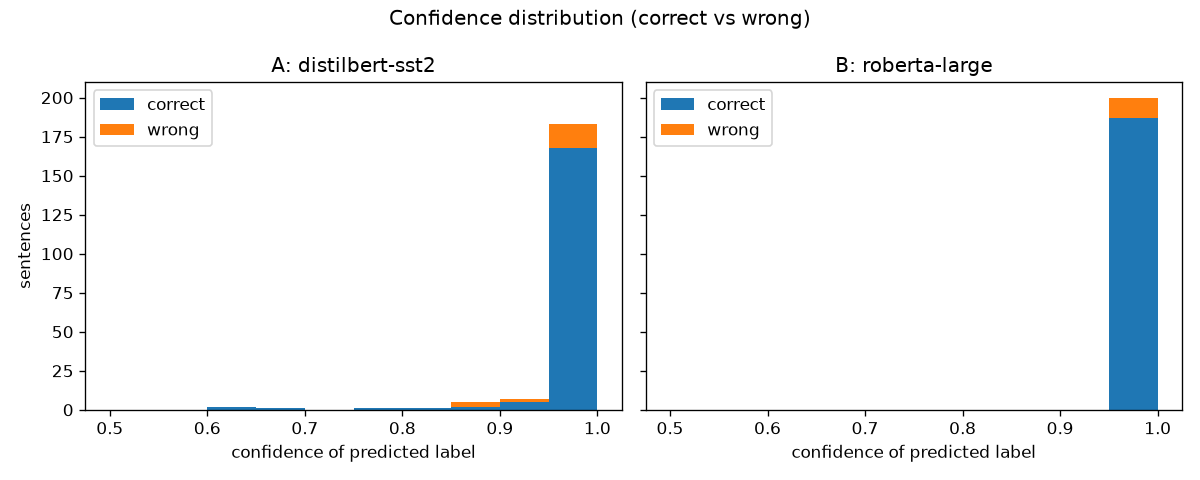 Confidence distribution (correct vs wrong)
A: distilbert-sst2
correct
wrong
200
175
150
125
100
75
50
25
0
sentences
0.5 0.6 0.7 0.8 0.9 1.0
confidence of predicted label
B: roberta-large
correct
wrong
0.5 0.6 0.7 0.8 0.9 1.0
confidence of predicted label